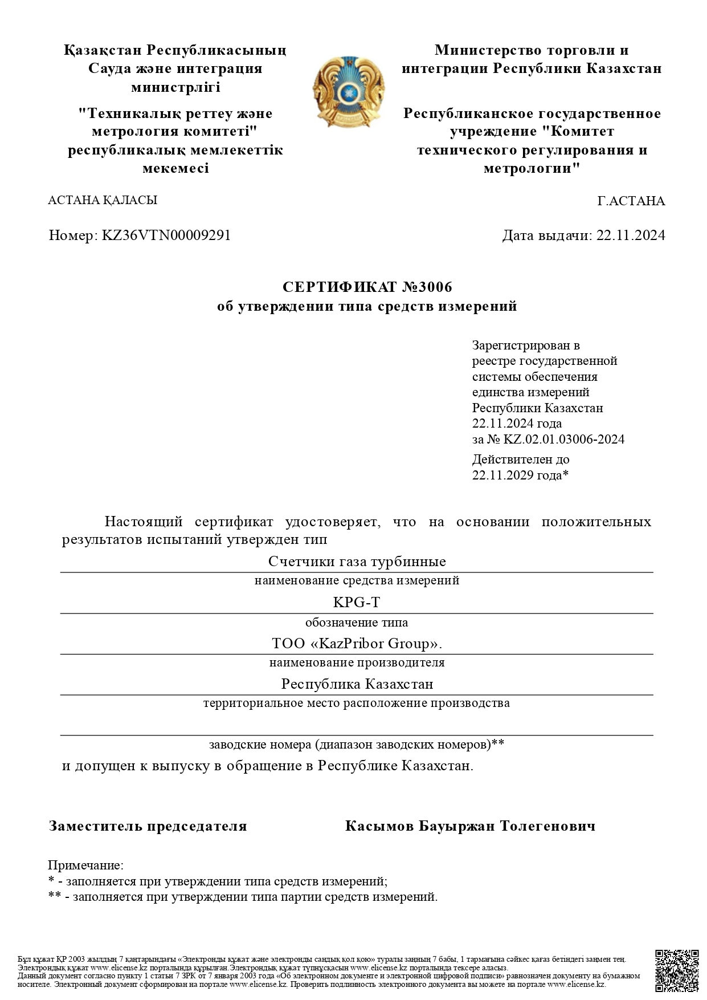 Қазақстан Республикасының
Сауда және интеграция
министрлігі
"Техникалық реттеу және
метрология комитеті"
республикалық мемлекеттік
мекемесі
Министерство торговли и
интеграции Республики Казахстан
Республиканское государственное
учреждение "Комитет
технического регулирования и
метрологии"
АСТАНА ҚАЛАСЫ
Г.АСТАНА
Номер: KZ36VTN00009291
Дата выдачи: 22.11.2024
СЕРТИФИКАТ №3006
об утверждении типа средств измерений
Зарегистрирован в
реестре государственной
системы обеспечения
единства измерений
Республики Казахстан
22.11.2024 года
за № KZ.02.01.03006-2024
Действителен до
22.11.2029 года*
Настоящий сертификат удостоверяет, что на основании положительных
результатов испытаний утвержден тип
Счетчики газа турбинные
наименование средства измерений
KPG-T
обозначение типа
ТОО «KazPribor Group».
наименование производителя
Республика Казахстан
территориальное место расположение производства
заводские номера (диапазон заводских номеров)**
и допущен к выпуску в обращение в Республике Казахстан.
Заместитель председателя
Касымов Бауыржан Толегенович
Примечание:
* - заполняется при утверждении типа средств измерений;
** - заполняется при утверждении типа партии средств измерений.
Бұл құжат ҚР 2003 жылдың 7 қаңтарындағы «Электронды құжат және электронды сандық қол қою» туралы заңның 7 бабы, 1 тармағына сәйкес қағаз бетіндегі заңмен тең.
Электрондық құжат www.elicense.kz порталында құрылған.Электрондық құжат түпнұсқасын www.elicense.kz порталында тексере аласыз.
Данный документ согласно пункту 1 статьи 7 ЗРК от 7 января 2003 года «Об электронном документе и электронной цифровой подписи» равнозначен документу на бумажном
носителе. Электронный документ сформирован на портале www.elicense.kz. Проверить подлинность электронного документа вы можете на портале www.elicense.kz.